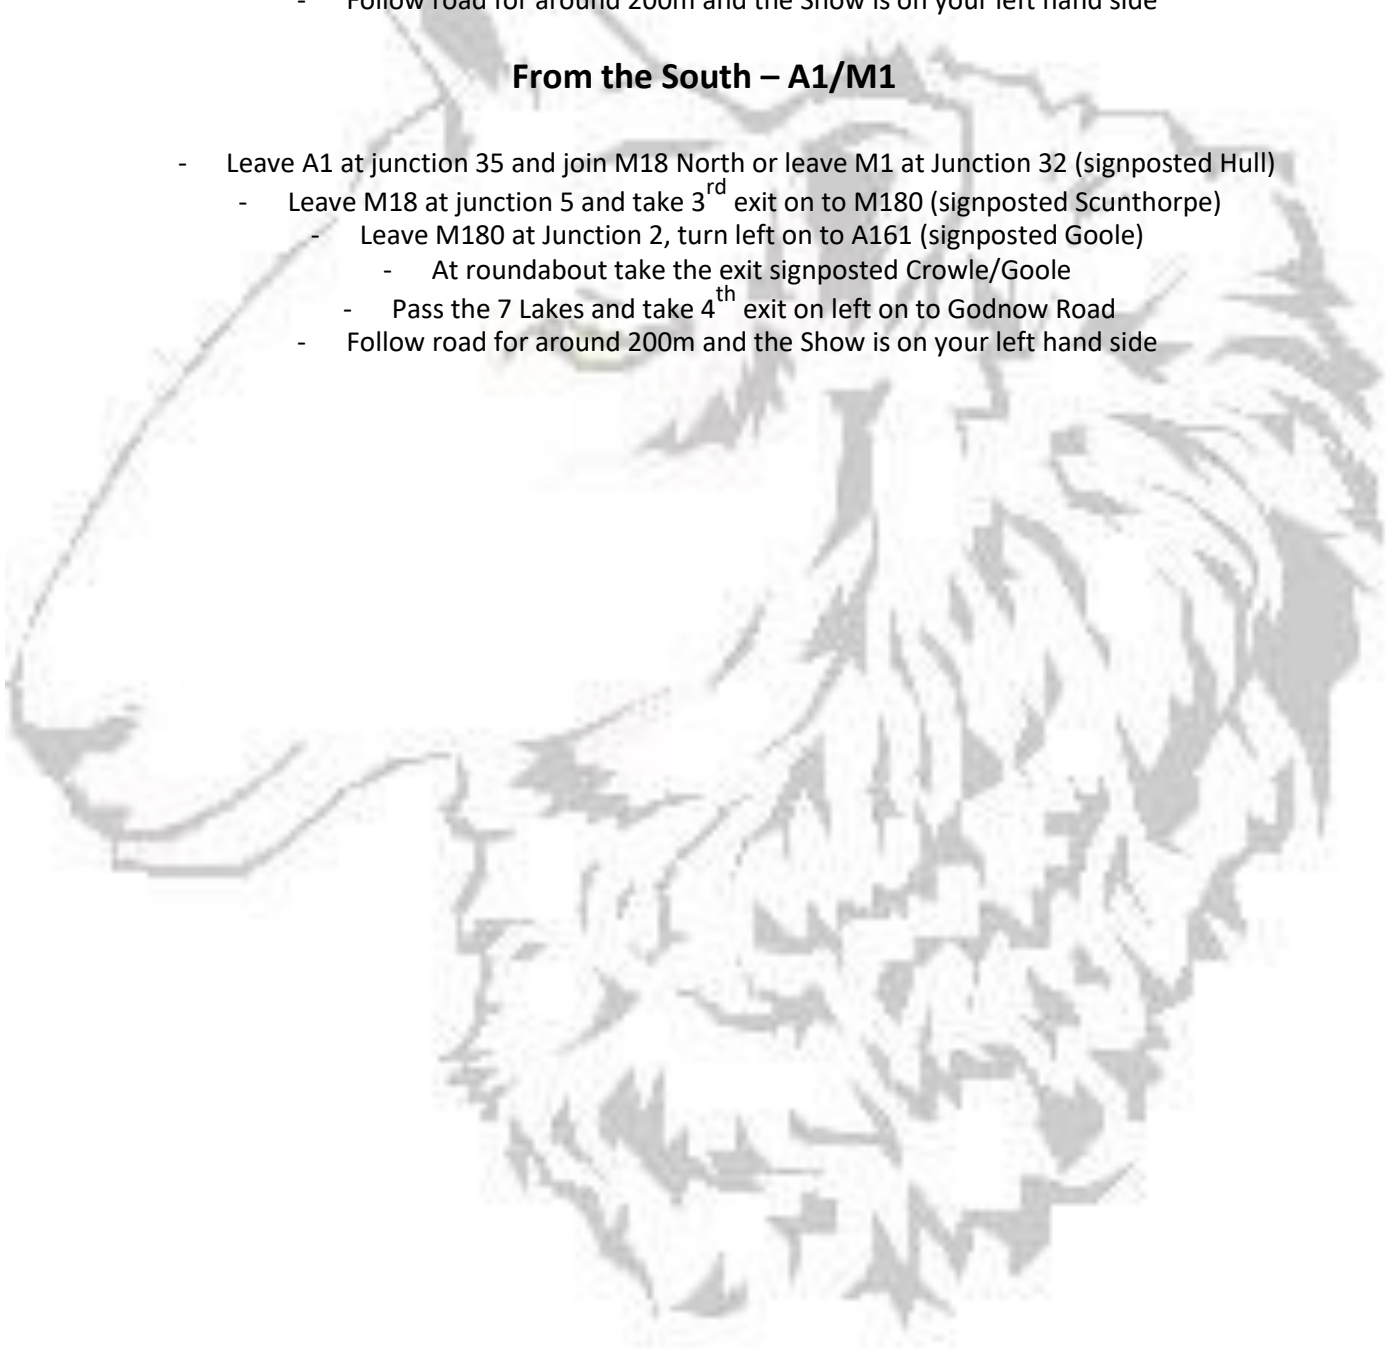 - Follow road for around 200m and the Show is on your left hand side
From the South – A1/M1
- Leave A1 at junction 35 and join M18 North or leave M1 at Junction 32 (signposted Hull)
- Leave M18 at junction 5 and take 3rd exit on to M180 (signposted Scunthorpe)
- Leave M180 at Junction 2, turn left on to A161 (signposted Goole)
- At roundabout take the exit signposted Crowle/Goole
- Pass the 7 Lakes and take 4th exit on left on to Godnow Road
- Follow road for around 200m and the Show is on your left hand side